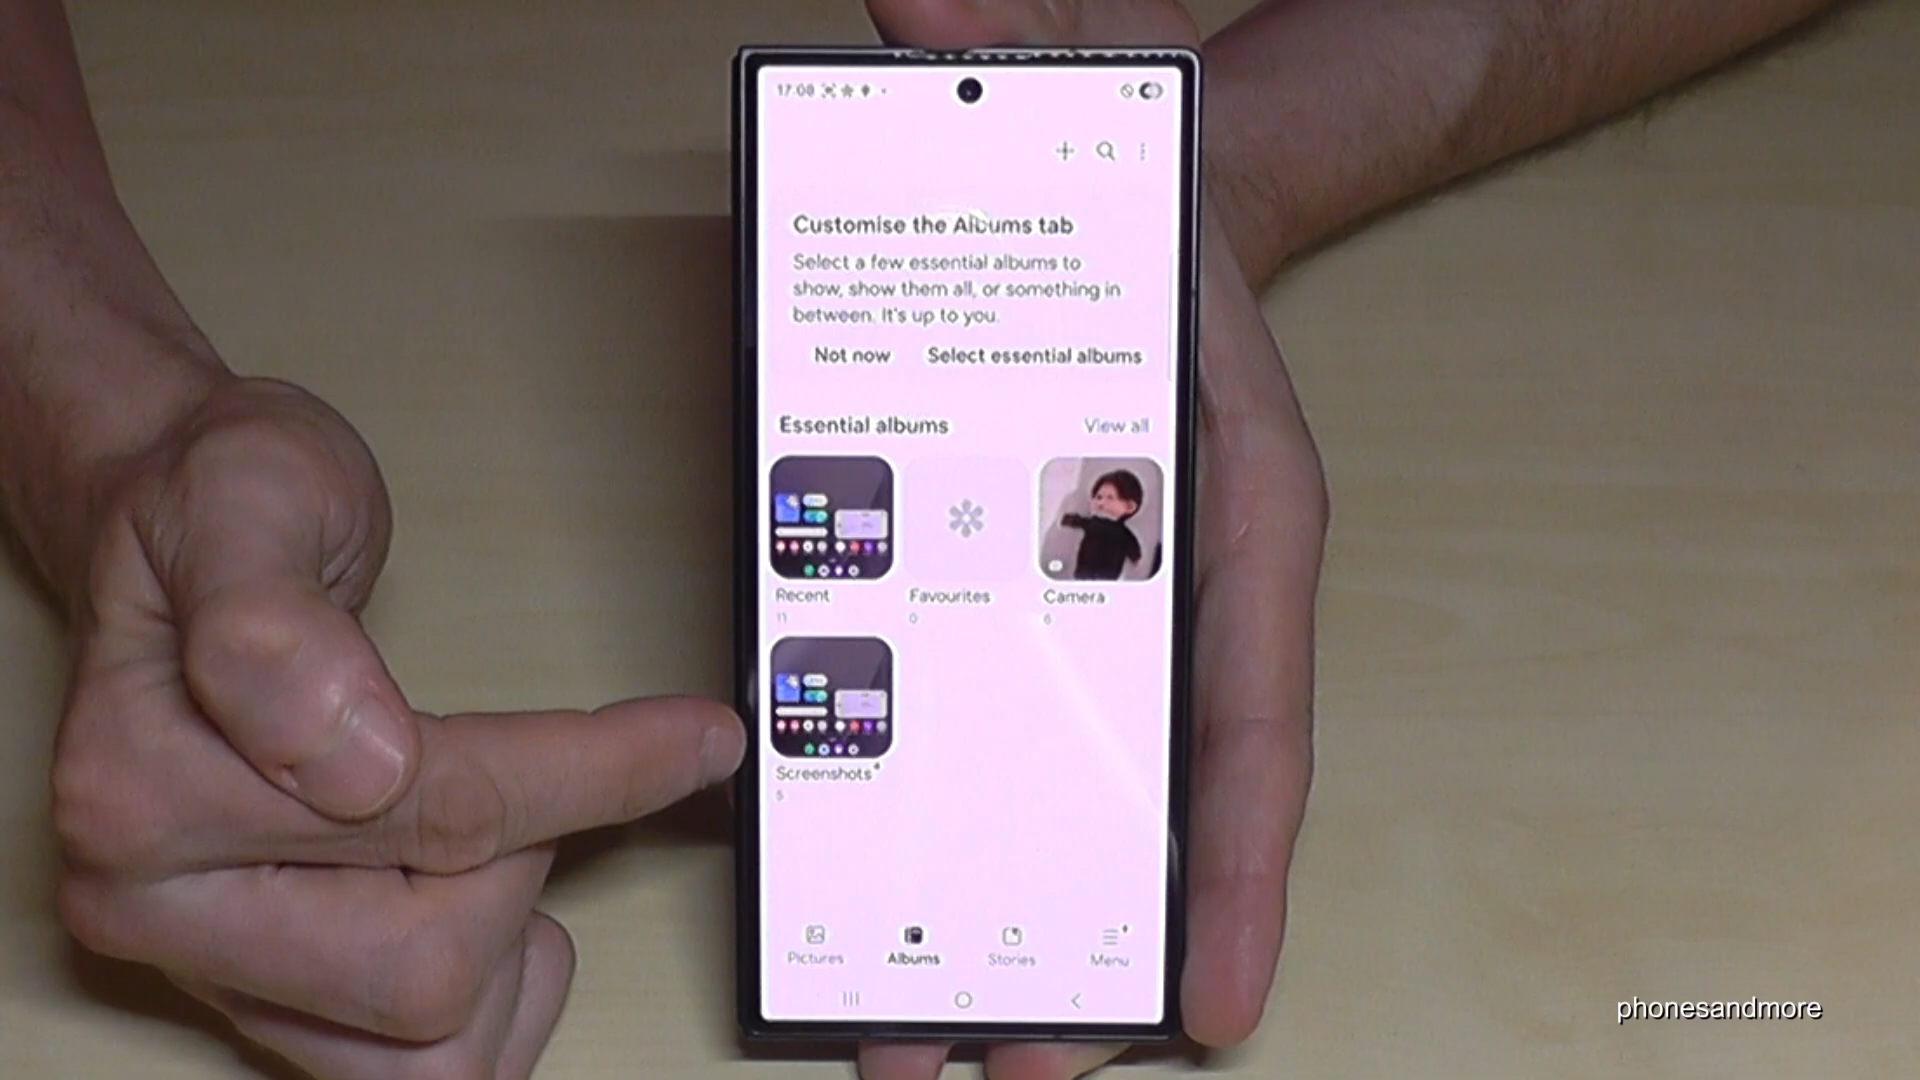 17:08
Customise the Albums tab
Select a few essential albums to
show, show them all, or something in
between. It's up to you.
Not now Select essential albums
Essential albums View all
Recent Favourites Camera
11 0 6
Screenshots
5
Pictures Albums Stories Menu
phonesandmore